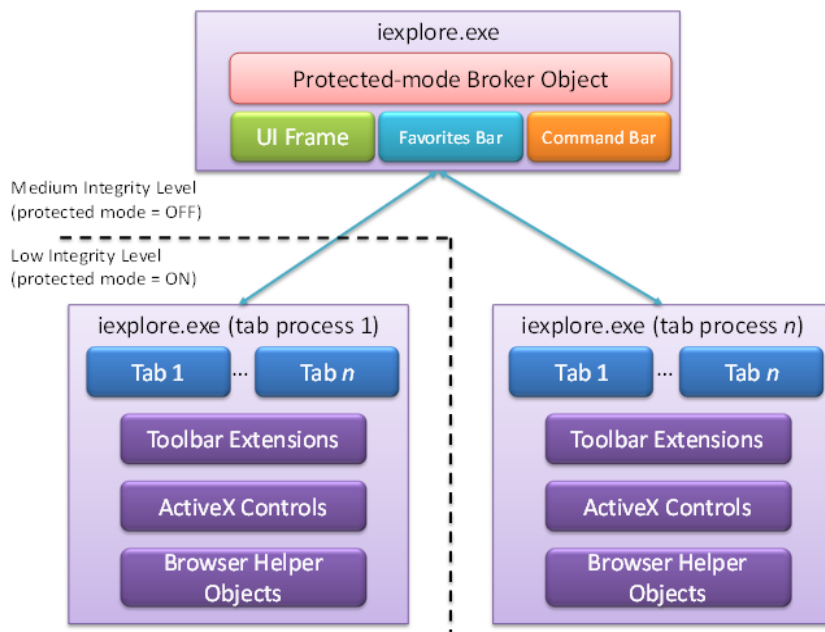 iexplore.exe
Protected-mode Broker Object
UI Frame
Favorites Bar
Command Bar
Medium Integrity Level
(protected mode = OFF)
Low Integrity Level
(protected mode = ON)
iexplore.exe (tab process 1)
Tab 1
...
Tab n
Toolbar Extensions
ActiveX Controls
Browser Helper
Objects
iexplore.exe (tab process n)
Tab 1
...
Tab n
Toolbar Extensions
ActiveX Controls
Browser Helper
Objects